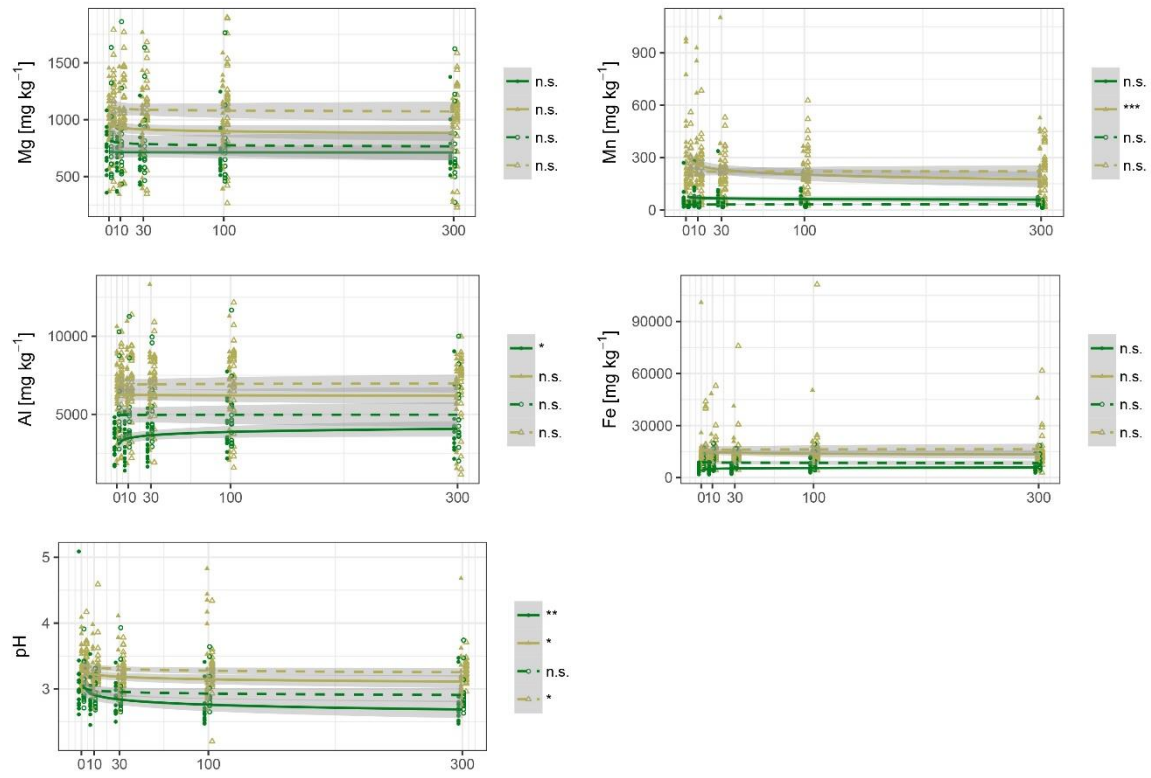 Mg [mg kg⁻¹]
1500
1000
500
0 10 30 100 300
n.s.
n.s.
n.s.
n.s.
Mn [mg kg⁻¹]
900
600
300
0
0 10 30 100 300
n.s.
***
n.s.
n.s.
Al [mg kg⁻¹]
10000
5000
0 10 30 100 300
*
n.s.
n.s.
n.s.
Fe [mg kg⁻¹]
90000
60000
30000
0
0 10 30 100 300
n.s.
n.s.
n.s.
n.s.
pH
5
4
3
0 10 30 100 300
**
*
n.s.
*